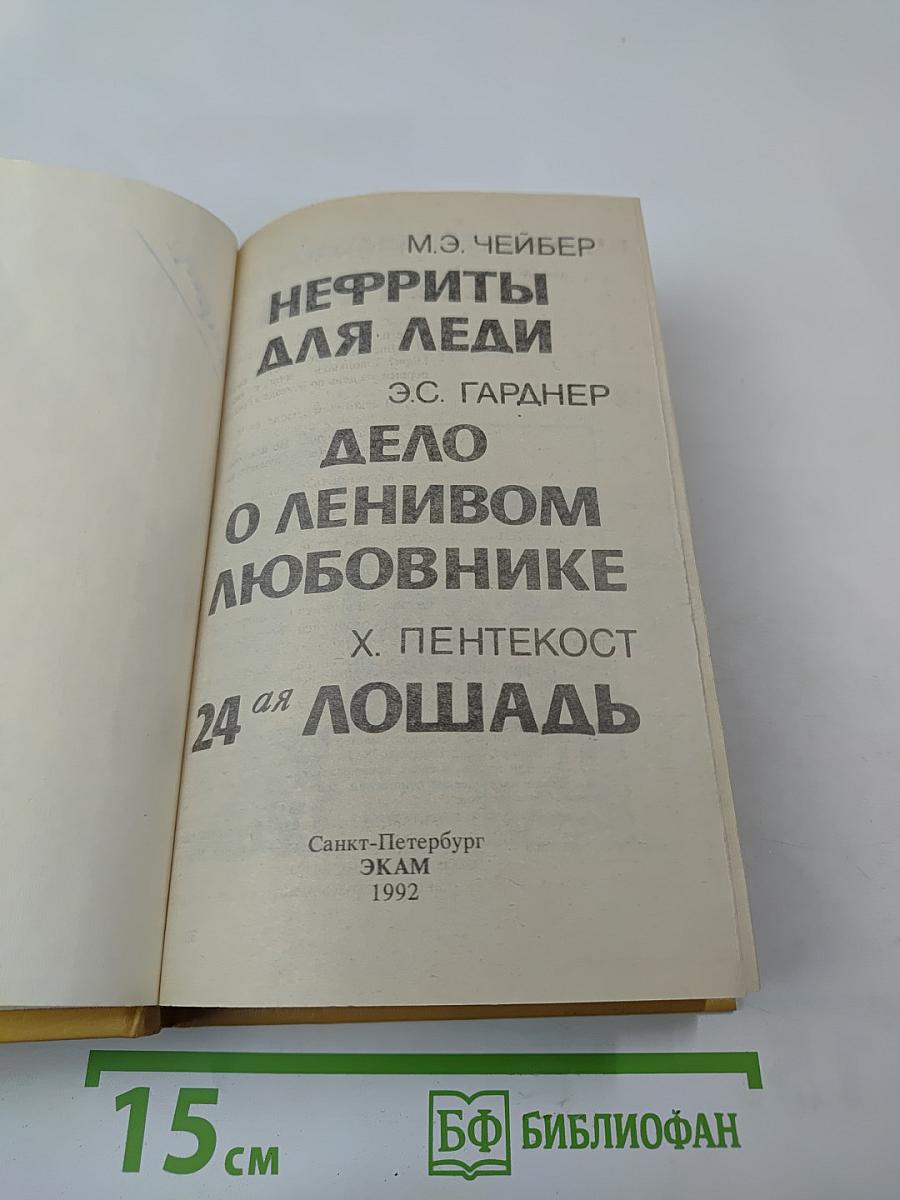 М.Э. ЧЕЙБЕР
НЕФРИТЫ
ДЛЯ ЛЕДИ
Э.С. ГАРДНЕР
ДЕЛО
О ЛЕНИВОМ
ЛЮБОВНИКЕ
Х. ПЕНТЕКОСТ
24 ая ЛОШАДЬ
Санкт-Петербург
ЭКАМ
1992
15 см
БФ БИБЛИОФАН